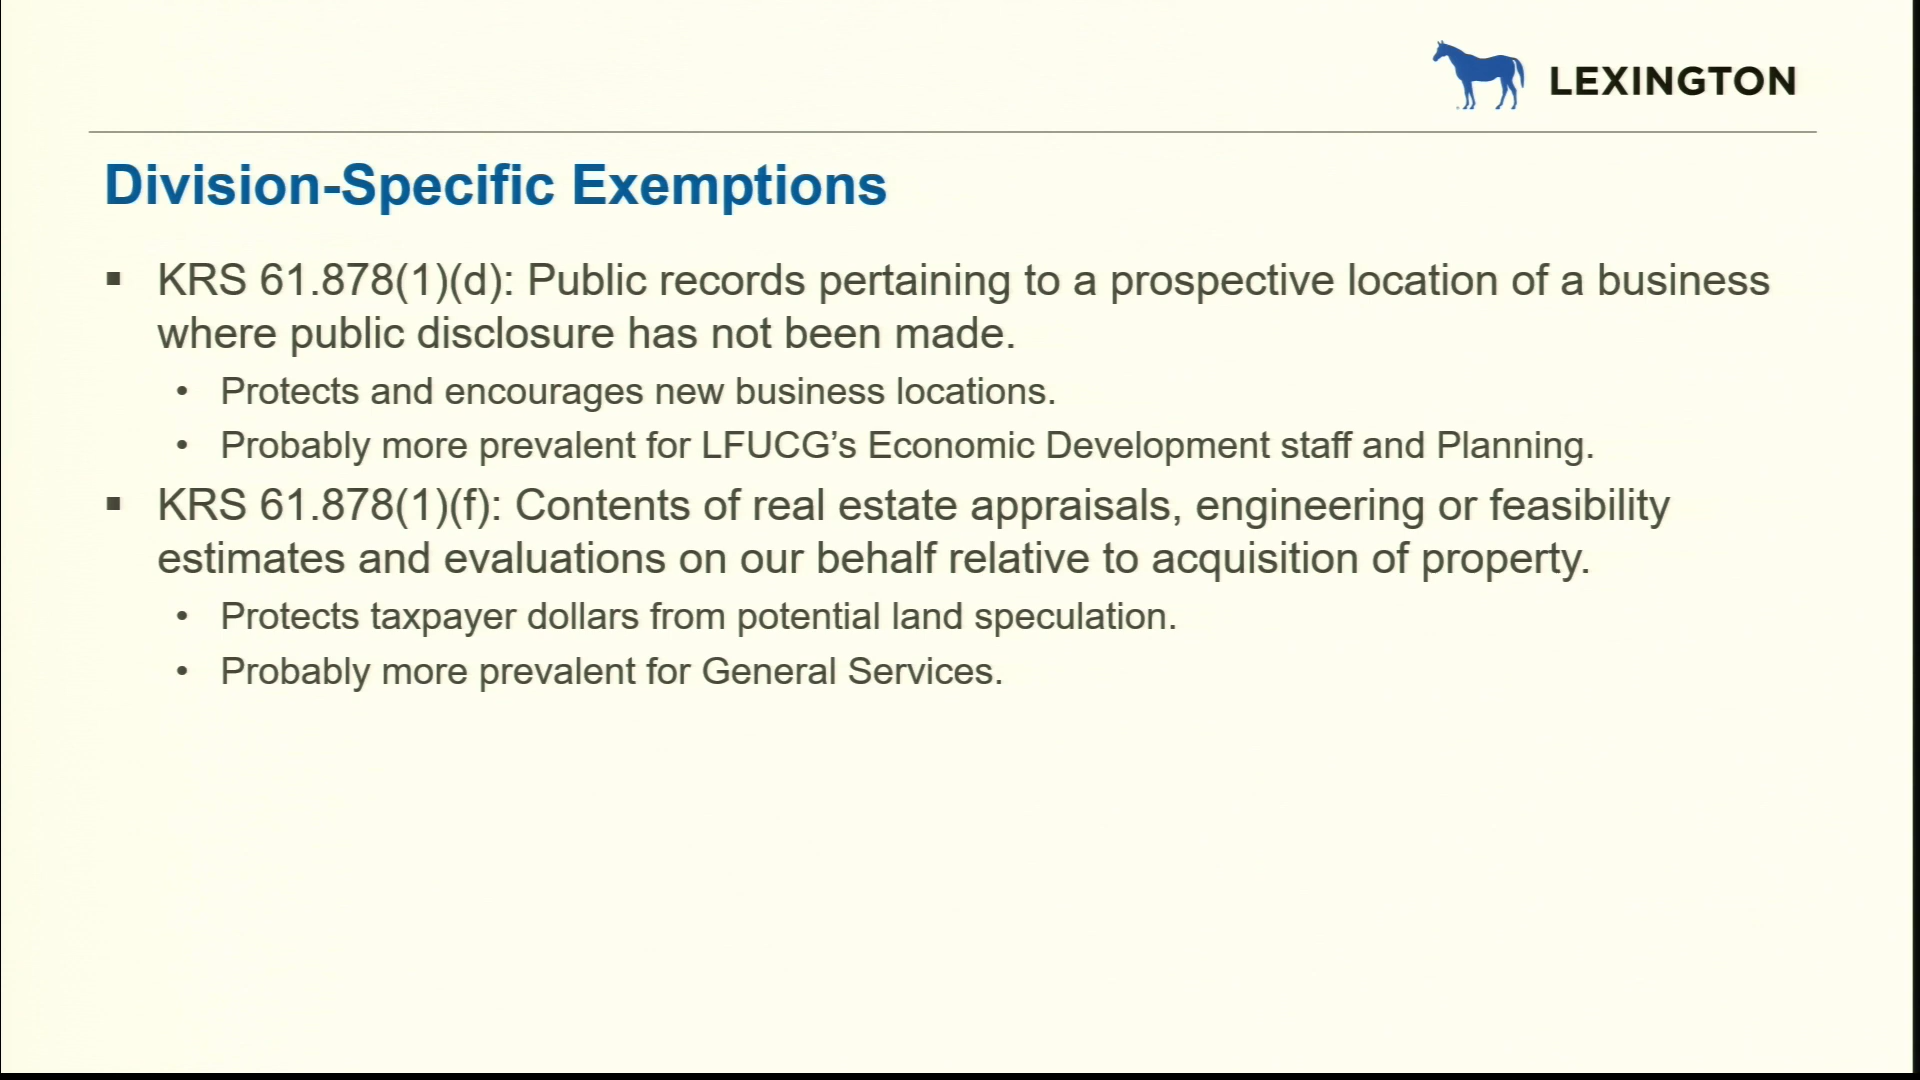 LEXINGTON
Division-Specific Exemptions
▪ KRS 61.878(1)(d): Public records pertaining to a prospective location of a business
where public disclosure has not been made.
• Protects and encourages new business locations.
• Probably more prevalent for LFUCG’s Economic Development staff and Planning.
▪ KRS 61.878(1)(f): Contents of real estate appraisals, engineering or feasibility
estimates and evaluations on our behalf relative to acquisition of property.
• Protects taxpayer dollars from potential land speculation.
• Probably more prevalent for General Services.